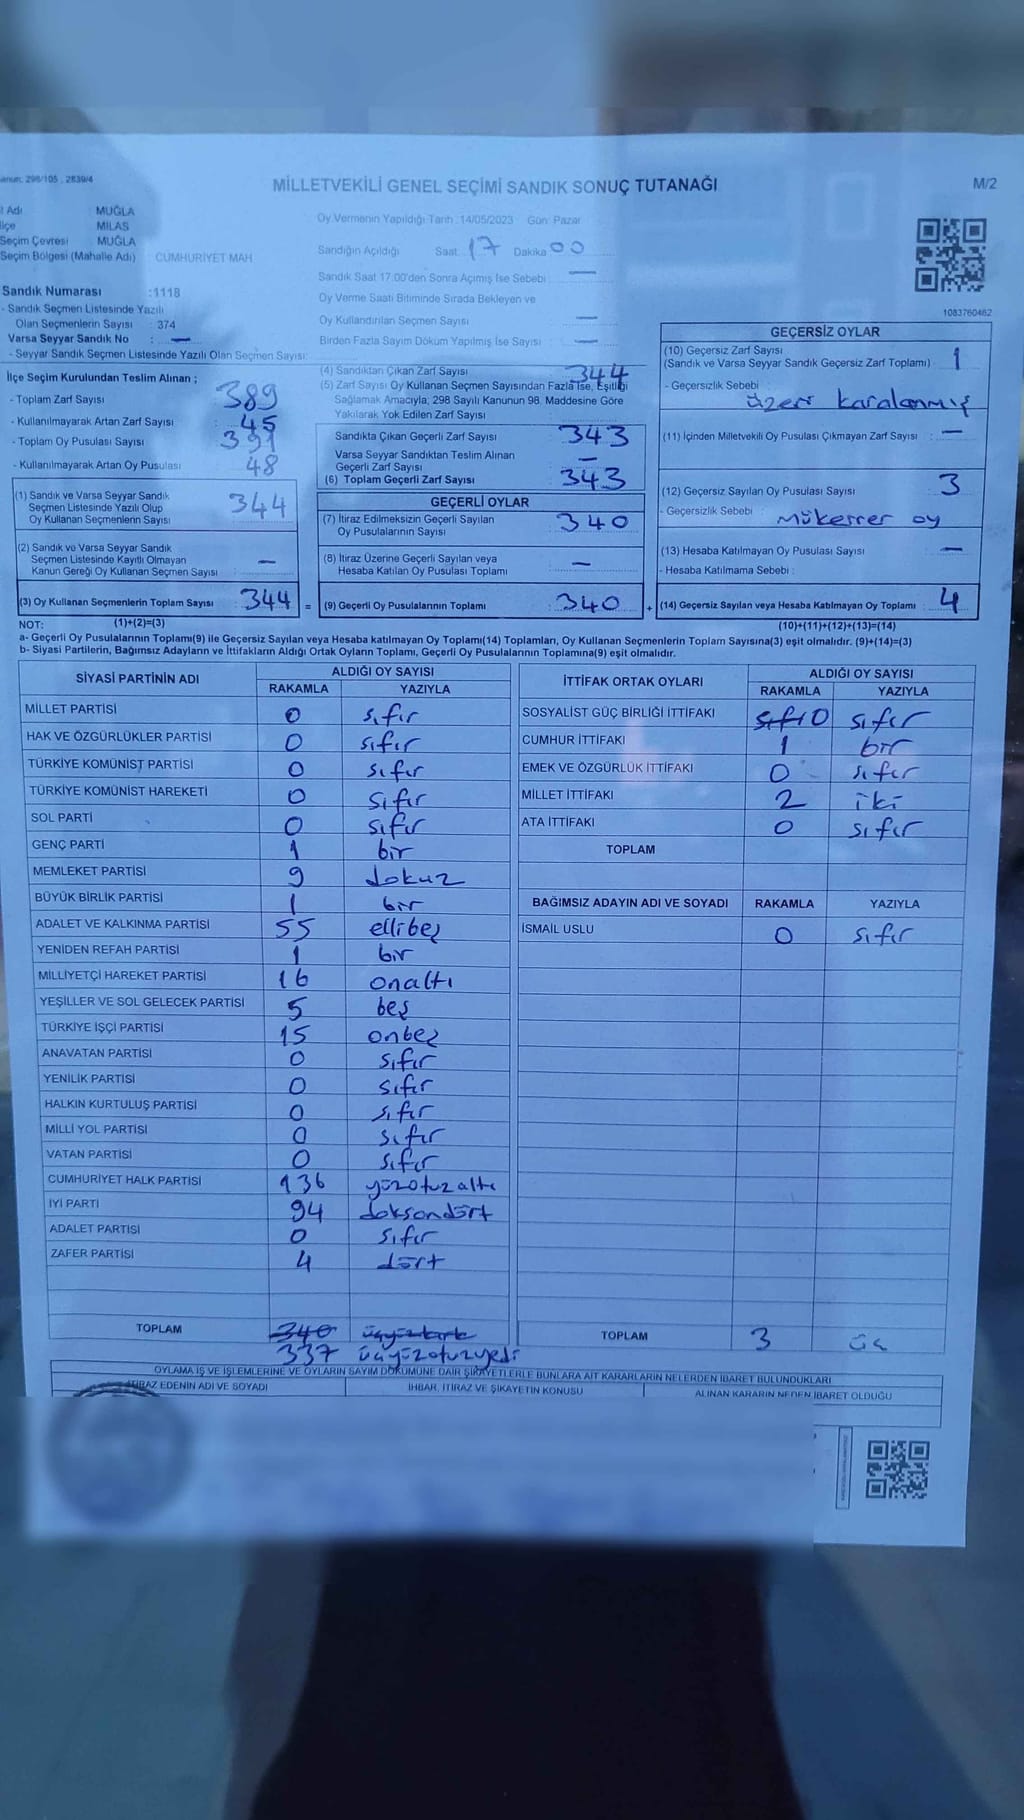 298/105 , 2839/4
MİLLETVEKİLİ GENEL SEÇİMİ SANDIK SONUÇ TUTANAĞI
M/2
Adı : MUĞLA
İlçe : MİLAS
Seçim Çevresi : MUĞLA
Seçim Bölgesi (Mahalle Adı) : CUMHURİYET MAH
Sandık Numarası :1118
- Sandık Seçmen Listesinde Yazılı
Olan Seçmenlerin Sayısı : 374
Varsa Seyyar Sandık No : —
- Seyyar Sandık Seçmen Listesinde Yazılı Olan Seçmen Sayısı:
Oy Vermenin Yapıldığı Tarih :14/05/2023 Gün: Pazar
Sandığın Açıldığı Saat: 17 Dakika 00
Sandık Saat 17:00'den Sonra Açılmış İse Sebebi : —
Oy Verme Saati Bitiminde Sırada Bekleyen ve
Oy Kullandırılan Seçmen Sayısı —
Birden Fazla Sayım Döküm Yapılmış İse Sayısı : —
1083760462
İlçe Seçim Kurulundan Teslim Alınan ;
- Toplam Zarf Sayısı : 389
- Kullanılmayarak Artan Zarf Sayısı : 45
- Toplam Oy Pusulası Sayısı : 391
- Kullanılmayarak Artan Oy Pusulası : 48
(1) Sandık ve Varsa Seyyar Sandık
Seçmen Listesinde Yazılı Olup
Oy Kullanan Seçmenlerin Sayısı : 344
(2) Sandık ve Varsa Seyyar Sandık
Seçmen Listesinde Kayıtlı Olmayan
Kanun Gereği Oy Kullanan Seçmen Sayısı : —
(3) Oy Kullanan Seçmenlerin Toplam Sayısı : 344 =
(4) Sandıktan Çıkan Zarf Sayısı : 344
(5) Zarf Sayısı Oy Kullanan Seçmen Sayısından Fazla İse, Eşitliği
Sağlamak Amacıyla; 298 Sayılı Kanunun 98. Maddesine Göre
Yakılarak Yok Edilen Zarf Sayısı
Sandıkta Çıkan Geçerli Zarf Sayısı : 343
Varsa Seyyar Sandıktan Teslim Alınan
Geçerli Zarf Sayısı —
(6) Toplam Geçerli Zarf Sayısı : 343
GEÇERLİ OYLAR
(7) İtiraz Edilmeksizin Geçerli Sayılan
Oy Pusulalarının Sayısı : 340
(8) İtiraz Üzerine Geçerli Sayılan veya
Hesaba Katılan Oy Pusulası Toplamı : —
(9) Geçerli Oy Pusulalarının Toplamı : 340 +
GEÇERSİZ OYLAR
(10) Geçersiz Zarf Sayısı
(Sandık ve Varsa Seyyar Sandık Geçersiz Zarf Toplamı) : 1
- Geçersizlik Sebebi : üzeri karalanmış
(11) İçinden Milletvekili Oy Pusulası Çıkmayan Zarf Sayısı : —
(12) Geçersiz Sayılan Oy Pusulası Sayısı : 3
- Geçersizlik Sebebi : Mükerrer oy
(13) Hesaba Katılmayan Oy Pusulası Sayısı : —
- Hesaba Katılmama Sebebi :
(14) Geçersiz Sayılan veya Hesaba Katılmayan Oy Toplamı : 4
NOT: (1)+(2)=(3) (10)+(11)+(12)+(13)=(14)
a- Geçerli Oy Pusulalarının Toplamı(9) ile Geçersiz Sayılan veya Hesaba katılmayan Oy Toplamı(14) Toplamları, Oy Kullanan Seçmenlerin Toplam Sayısına(3) eşit olmalıdır. (9)+(14)=(3)
b- Siyasi Partilerin, Bağımsız Adayların ve İttifakların Aldığı Ortak Oyların Toplamı, Geçerli Oy Pusulalarının Toplamına(9) eşit olmalıdır.
SİYASİ PARTİNİN ADI ALDIĞI OY SAYISI
RAKAMLA YAZIYLA
MİLLET PARTİSİ 0 sıfır
HAK VE ÖZGÜRLÜKLER PARTİSİ 0 sıfır
TÜRKİYE KOMÜNİST PARTİSİ 0 sıfır
TÜRKİYE KOMÜNİST HAREKETİ 0 sıfır
SOL PARTİ 0 sıfır
GENÇ PARTİ 1 bir
MEMLEKET PARTİSİ 9 dokuz
BÜYÜK BİRLİK PARTİSİ 1 bir
ADALET VE KALKINMA PARTİSİ 55 ellibeş
YENİDEN REFAH PARTİSİ 1 bir
MİLLİYETÇİ HAREKET PARTİSİ 16 onaltı
YEŞİLLER VE SOL GELECEK PARTİSİ 5 beş
TÜRKİYE İŞÇİ PARTİSİ 15 onbeş
ANAVATAN PARTİSİ 0 sıfır
YENİLİK PARTİSİ 0 sıfır
HALKIN KURTULUŞ PARTİSİ 0 sıfır
MİLLİ YOL PARTİSİ 0 sıfır
VATAN PARTİSİ 0 sıfır
CUMHURİYET HALK PARTİSİ 136 yüzotuzaltı
İYİ PARTİ 94 doksandört
ADALET PARTİSİ 0 sıfır
ZAFER PARTİSİ 4 dört
TOPLAM 340 üçyüzkırk
337 üçyüzotuzyedi
İTTİFAK ORTAK OYLARI ALDIĞI OY SAYISI
RAKAMLA YAZIYLA
SOSYALİST GÜÇ BİRLİĞİ İTTİFAKI sıfı 0 sıfır
CUMHUR İTTİFAKI 1 bir
EMEK VE ÖZGÜRLÜK İTTİFAKI 0 sıfır
MİLLET İTTİFAKI 2 iki
ATA İTTİFAKI 0 sıfır
TOPLAM
BAĞIMSIZ ADAYIN ADI VE SOYADI RAKAMLA YAZIYLA
İSMAİL USLU 0 sıfır
TOPLAM 3 üç
OYLAMA İŞ VE İŞLEMLERİNE VE OYLARIN SAYIM DÖKÜMÜNE DAİR ŞİKAYETLERLE BUNLARA AİT KARARLARIN NELERDEN İBARET BULUNDUKLARI
İTİRAZ EDENİN ADI VE SOYADI İHBAR, İTİRAZ VE ŞİKAYETİN KONUSU ALINAN KARARIN NEDEN İBARET OLDUĞU